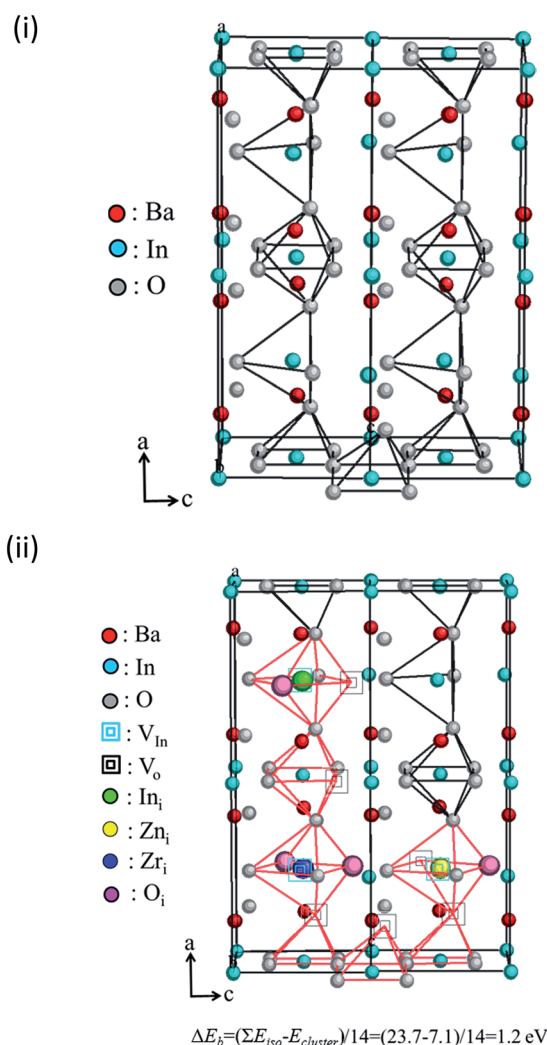 (i)
a
: Ba
: In
: O
c
a
b
c
(ii)
a
: Ba
: In
: O
: V_In
: V_o
: In_i
: Zn_i
: Zr_i
: O_i
c
a
b
c
ΔE_b=(ΣE_iso-E_cluster)/14=(23.7-7.1)/14=1.2 eV